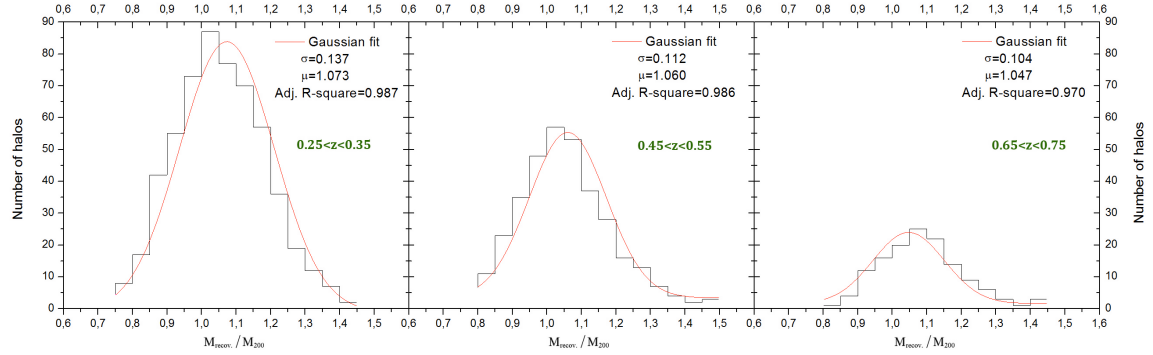 0,6 0,7 0,8 0,9 1,0 1,1 1,2 1,3 1,4 1,5 0,6 0,7 0,8 0,9 1,0 1,1 1,2 1,3 1,4 1,5 0,6 0,7 0,8 0,9 1,0 1,1 1,2 1,3 1,4 1,5 1,6
90
80
70
60
50
40
30
20
10
0
Number of halos
Gaussian fit
σ=0.137
μ=1.073
Adj. R-square=0.987
0.25<z<0.35
Gaussian fit
σ=0.112
μ=1.060
Adj. R-square=0.986
0.45<z<0.55
Gaussian fit
σ=0.104
μ=1.047
Adj. R-square=0.970
0.65<z<0.75
90
80
70
60
50
40
30
20
10
0
Number of halos
0,6 0,7 0,8 0,9 1,0 1,1 1,2 1,3 1,4 1,5 0,6 0,7 0,8 0,9 1,0 1,1 1,2 1,3 1,4 1,5 0,6 0,7 0,8 0,9 1,0 1,1 1,2 1,3 1,4 1,5 1,6
Mrecov. / M200
Mrecov. / M200
Mrecov. / M200